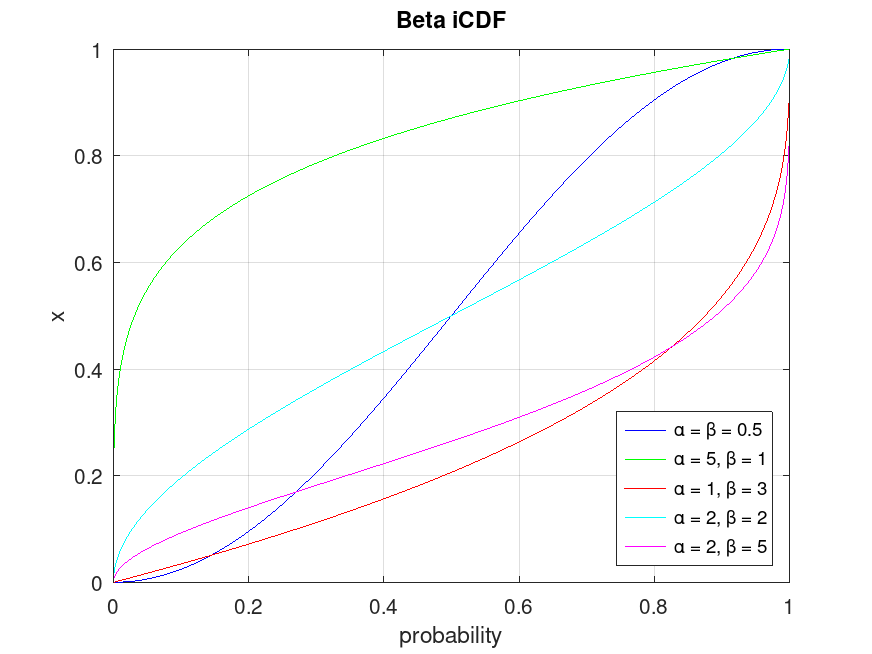 Beta iCDF
1
0.8
0.6
0.4
0.2
0
x
α = β = 0.5
α = 5, β = 1
α = 1, β = 3
α = 2, β = 2
α = 2, β = 5
0 0.2 0.4 0.6 0.8 1
probability